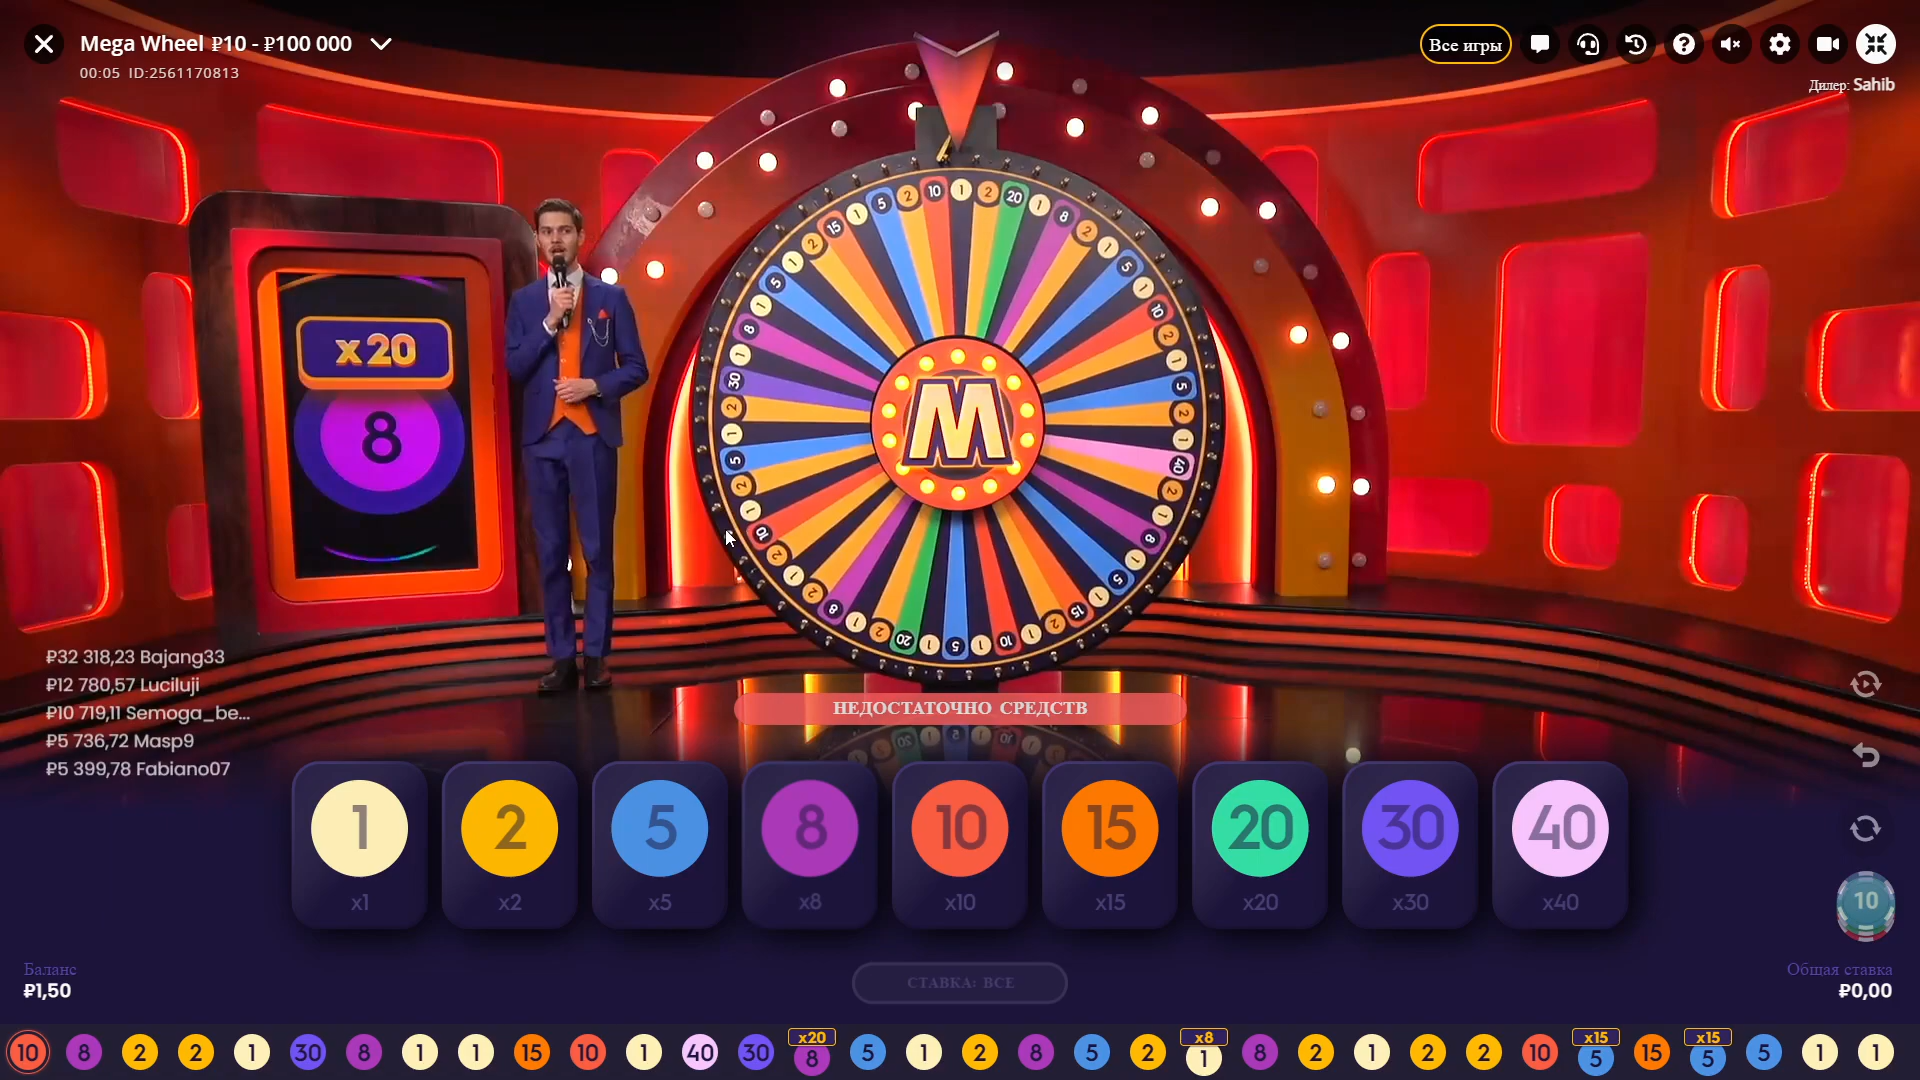 Mega Wheel ₽10 - ₽100 000
00:05 ID:2561170813
Все игры
Дилер: Sahib
x20
8
M
₽32 318,23 Bajang33
₽12 780,57 Luciluji
₽10 719,11 Semoga_be...
₽5 736,72 Masp9
₽5 399,78 Fabiano07
НЕДОСТАТОЧНО СРЕДСТВ
1 2 5 8 10 15 20 30 40
x1 x2 x5 x8 x10 x15 x20 x30 x40
10
Баланс
₽1,50
СТАВКА: ВСЕ
Общая ставка
₽0,00
x20 x8 x15 x15
10 8 2 2 1 30 8 1 1 15 10 1 40 30 8 5 1 2 8 5 2 1 8 2 1 2 2 10 5 15 5 5 1 1